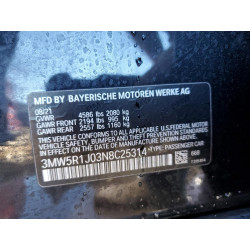 MFD BY BAYERISCHE MOTOREN WERKE AG
09/21
GVWR 4586 lbs 2080 kg
GAWR FRONT 2194 lbs 995 kg
GAWR REAR 2557 lbs 1160 kg
THIS VEHICLE CONFORMS TO ALL APPLICABLE
U.S. FEDERAL MOTOR VEHICLE SAFETY, BUMPER,
AND THEFT PREVENTION STANDARDS IN EFFECT ON
THE DATE OF MANUFACTURE SHOWN ABOVE.
3MW5R1J03N8C25314 TYPE: PASSENGER CAR